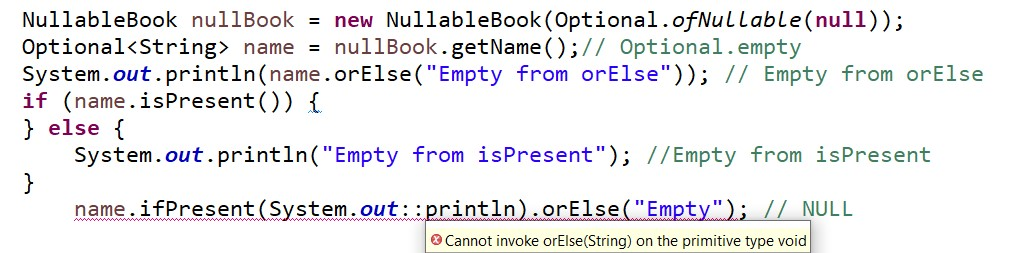 NullableBook nullBook = new NullableBook(Optional.ofNullable(null));
Optional<String> name = nullBook.getName();// Optional.empty
System.out.println(name.orElse("Empty from orElse")); // Empty from orElse
if (name.isPresent()) {
} else {
    System.out.println("Empty from isPresent"); //Empty from isPresent
}
    name.ifPresent(System.out::println).orElse("Empty"); // NULL
Cannot invoke orElse(String) on the primitive type void